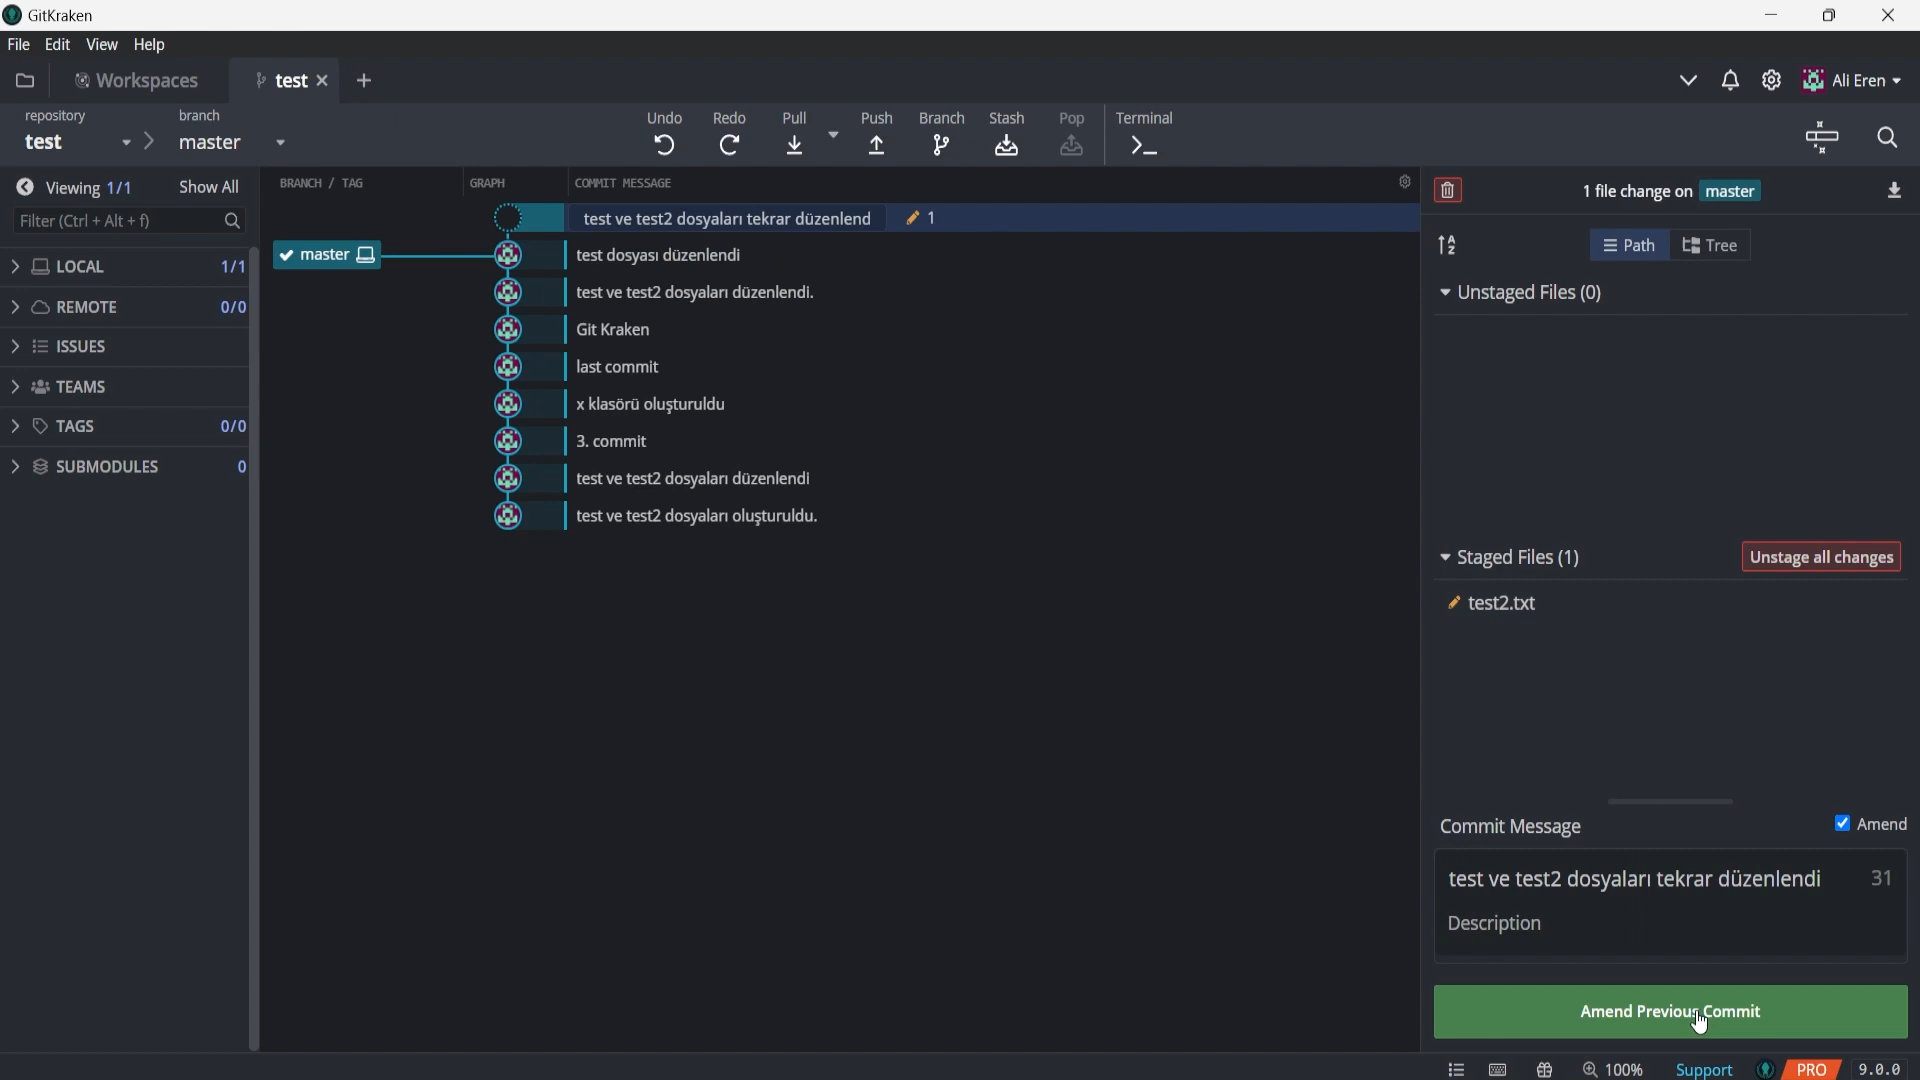 GitKraken
File Edit View Help
Workspaces test Ali Eren
repository branch
test master
Undo Redo Pull Push Branch Stash Pop Terminal
Viewing 1/1 Show All
Filter (Ctrl + Alt + f)
LOCAL 1/1
REMOTE 0/0
ISSUES
TEAMS
TAGS 0/0
SUBMODULES 0
BRANCH / TAG GRAPH COMMIT MESSAGE
test ve test2 dosyaları tekrar düzenlend 1
master test dosyası düzenlendi
test ve test2 dosyaları düzenlendi.
Git Kraken
last commit
x klasörü oluşturuldu
3. commit
test ve test2 dosyaları düzenlendi
test ve test2 dosyaları oluşturuldu.
1 file change on master
Path Tree
Unstaged Files (0)
Staged Files (1) Unstage all changes
test2.txt
Commit Message Amend
test ve test2 dosyaları tekrar düzenlendi 31
Description
Amend Previous Commit
100% Support PRO 9.0.0